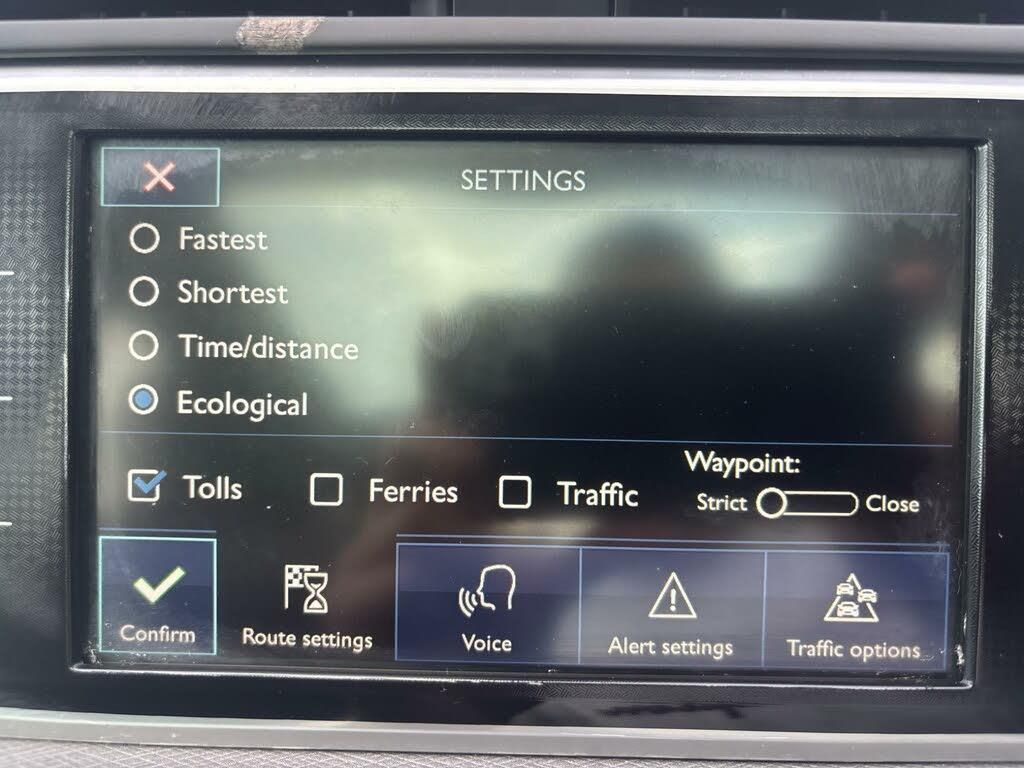 SETTINGS
Fastest
Shortest
Time/distance
Ecological
Tolls
Ferries
Traffic
Waypoint:
Strict
Close
Confirm
Route settings
Voice
Alert settings
Traffic options